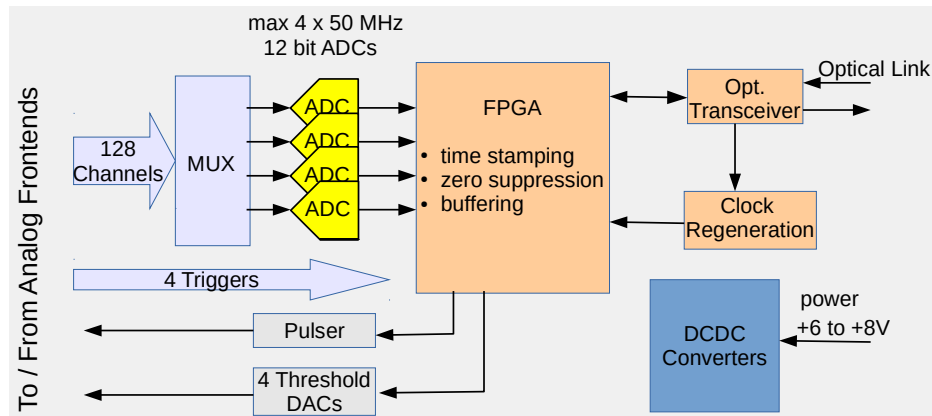 max 4 x 50 MHz
12 bit ADCs
To / From Analog Frontends
128
Channels
MUX
ADC
ADC
ADC
ADC
FPGA
• time stamping
• zero suppression
• buffering
Optical Link
Opt.
Transceiver
Clock
Regeneration
4 Triggers
Pulser
4 Threshold
DACs
DCDC
Converters
power
+6 to +8V